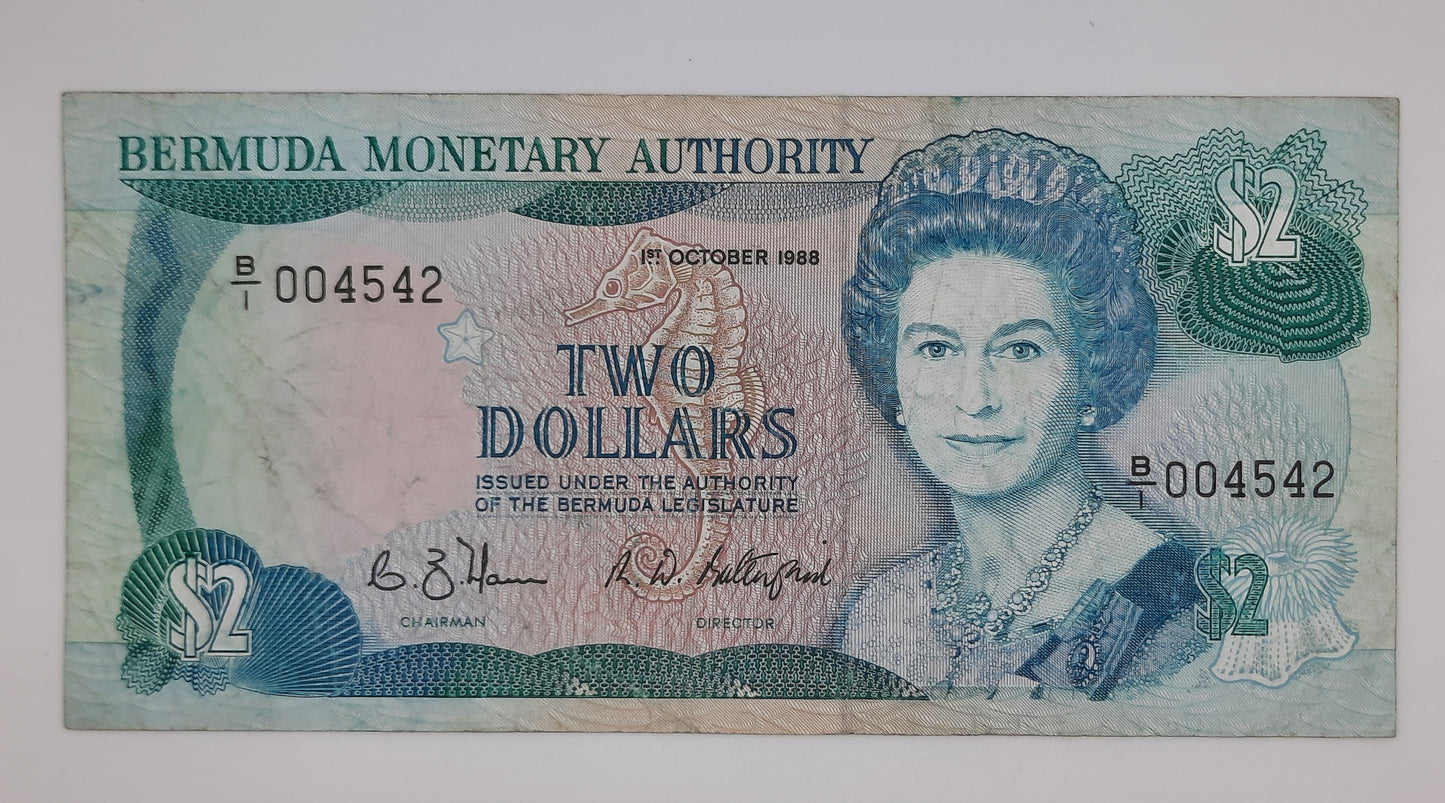 BERMUDA MONETARY AUTHORITY
$2
1ST OCTOBER 1988
B/1 004542
TWO
DOLLARS
ISSUED UNDER THE AUTHORITY
OF THE BERMUDA LEGISLATURE
B/1 004542
CHAIRMAN
DIRECTOR
$2
$2